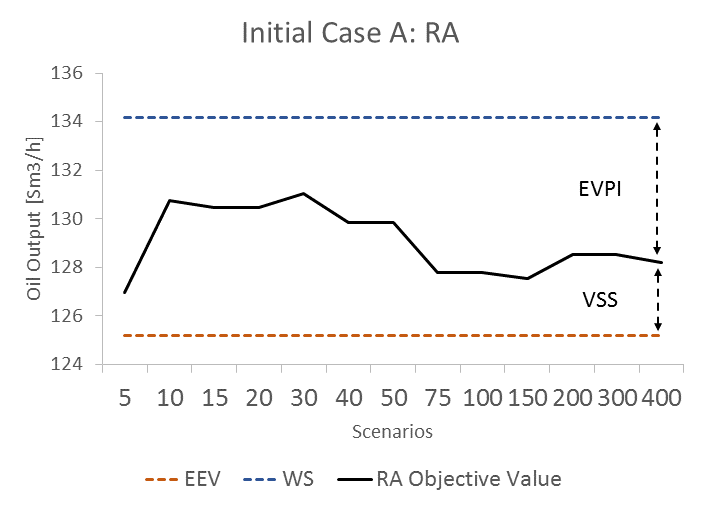 Initial Case A: RA
136
134
132
130
128
126
124
Oil Output [Sm3/h]
EVPI
VSS
5 10 15 20 30 40 50 75 100 150 200 300 400
Scenarios
EEV WS RA Objective Value